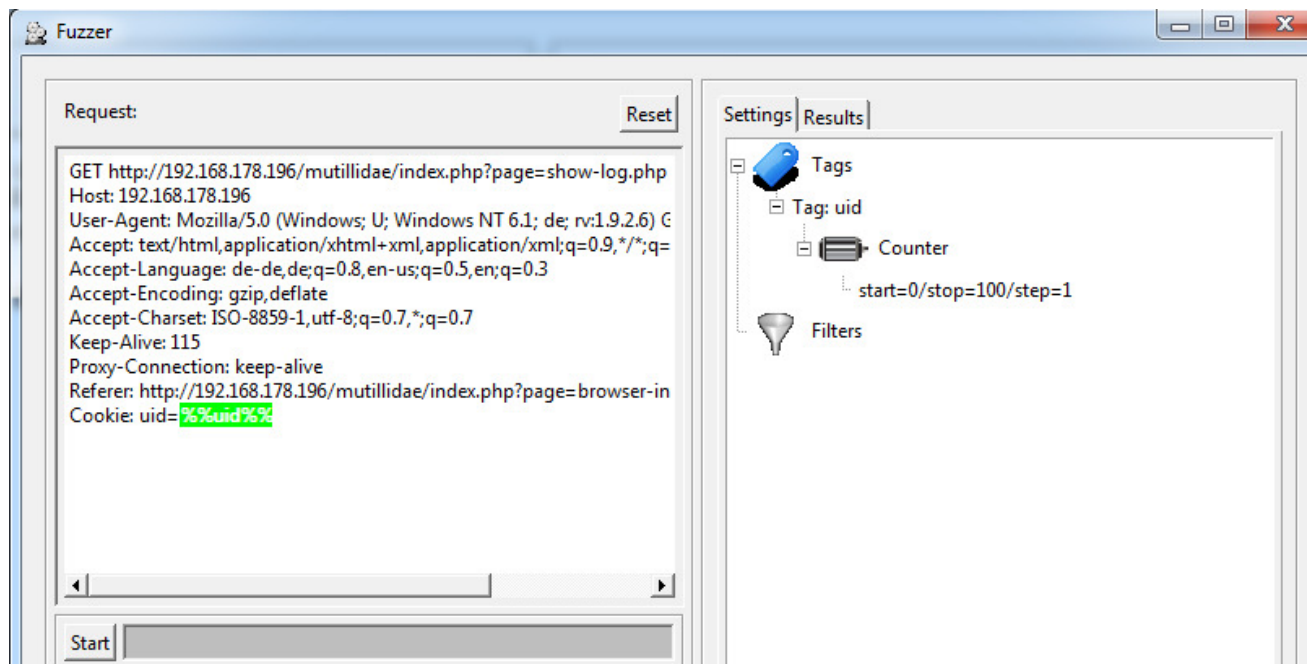 Fuzzer
Request:
Reset
GET http://192.168.178.196/mutillidae/index.php?page=show-log.php
Host: 192.168.178.196
User-Agent: Mozilla/5.0 (Windows; U; Windows NT 6.1; de; rv:1.9.2.6) G
Accept: text/html,application/xhtml+xml,application/xml;q=0.9,*/*;q=
Accept-Language: de-de,de;q=0.8,en-us;q=0.5,en;q=0.3
Accept-Encoding: gzip,deflate
Accept-Charset: ISO-8859-1,utf-8;q=0.7,*;q=0.7
Keep-Alive: 115
Proxy-Connection: keep-alive
Referer: http://192.168.178.196/mutillidae/index.php?page=browser-in
Cookie: uid=%%uid%%
Start
Settings Results
Tags
Tag: uid
Counter
start=0/stop=100/step=1
Filters